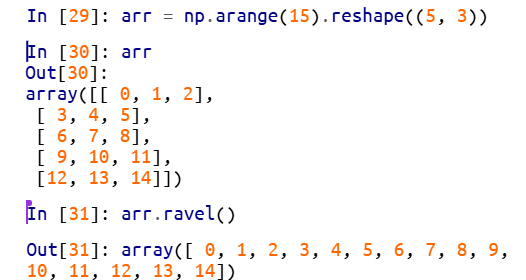 In [29]: arr = np.arange(15).reshape((5, 3))
In [30]: arr
Out[30]:
array([[ 0, 1, 2],
[ 3, 4, 5],
[ 6, 7, 8],
[ 9, 10, 11],
[12, 13, 14]])
In [31]: arr.ravel()
Out[31]: array([ 0, 1, 2, 3, 4, 5, 6, 7, 8, 9,
10, 11, 12, 13, 14])